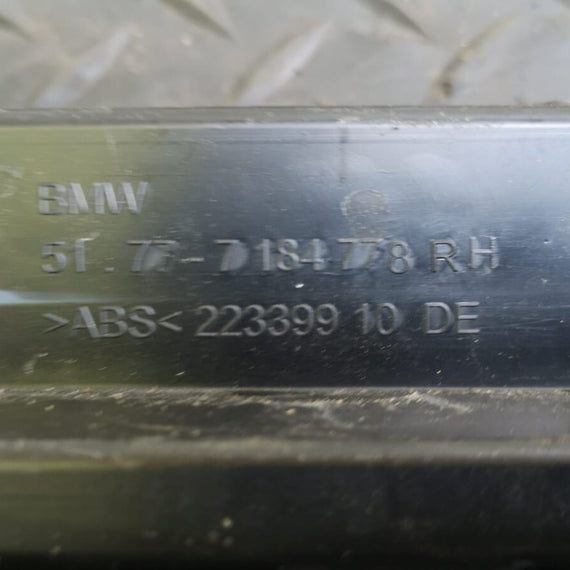 BMW
51.77-7184778 RH
>ABS< 223399 10 DE